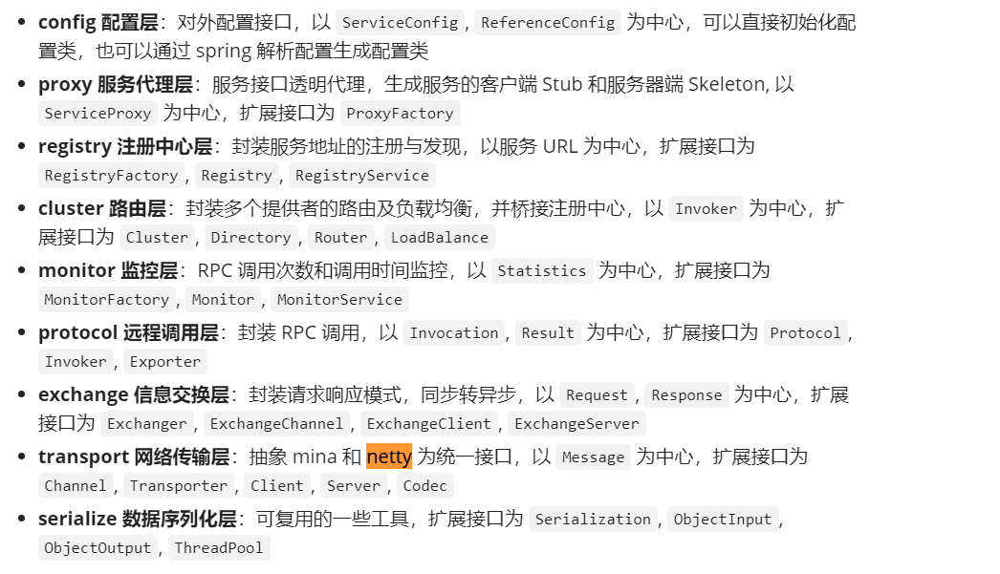 config 配置层：对外配置接口，以 ServiceConfig, ReferenceConfig 为中心，可以直接初始化配
置类，也可以通过 spring 解析配置生成配置类
proxy 服务代理层：服务接口透明代理，生成服务的客户端 Stub 和服务器端 Skeleton, 以
ServiceProxy 为中心，扩展接口为 ProxyFactory
registry 注册中心层：封装服务地址的注册与发现，以服务 URL 为中心，扩展接口为
RegistryFactory, Registry, RegistryService
cluster 路由层：封装多个提供者的路由及负载均衡，并桥接注册中心，以 Invoker 为中心，扩
展接口为 Cluster, Directory, Router, LoadBalance
monitor 监控层：RPC 调用次数和调用时间监控，以 Statistics 为中心，扩展接口为
MonitorFactory, Monitor, MonitorService
protocol 远程调用层：封装 RPC 调用，以 Invocation, Result 为中心，扩展接口为 Protocol,
Invoker, Exporter
exchange 信息交换层：封装请求响应模式，同步转异步，以 Request, Response 为中心，扩展
接口为 Exchanger, ExchangeChannel, ExchangeClient, ExchangeServer
transport 网络传输层：抽象 mina 和 netty 为统一接口，以 Message 为中心，扩展接口为
Channel, Transporter, Client, Server, Codec
serialize 数据序列化层：可复用的一些工具，扩展接口为 Serialization, ObjectInput,
ObjectOutput, ThreadPool